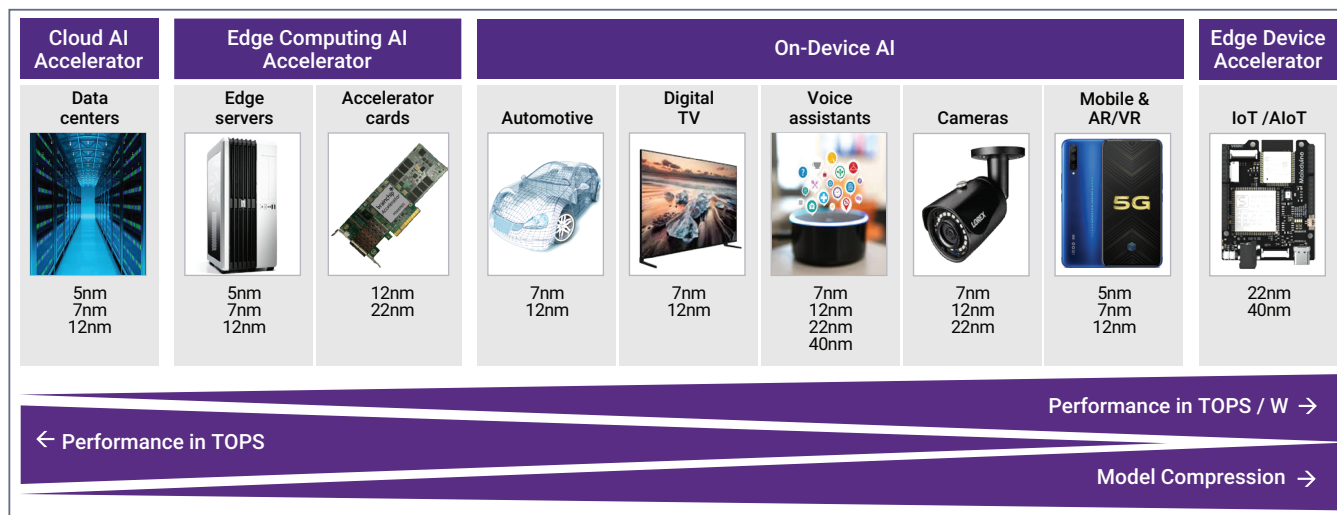 Cloud AI
Accelerator
Edge Computing AI
Accelerator
On-Device AI
Edge Device
Accelerator
Data
centers
Edge
servers
Accelerator
cards
Automotive
Digital
TV
Voice
assistants
Cameras
Mobile &
AR/VR
IoT /AIoT
LOREX
5G
5nm
7nm
12nm
5nm
7nm
12nm
12nm
22nm
7nm
12nm
7nm
12nm
7nm
12nm
22nm
40nm
7nm
12nm
22nm
5nm
7nm
12nm
22nm
40nm
Performance in TOPS / W →
← Performance in TOPS
Model Compression →